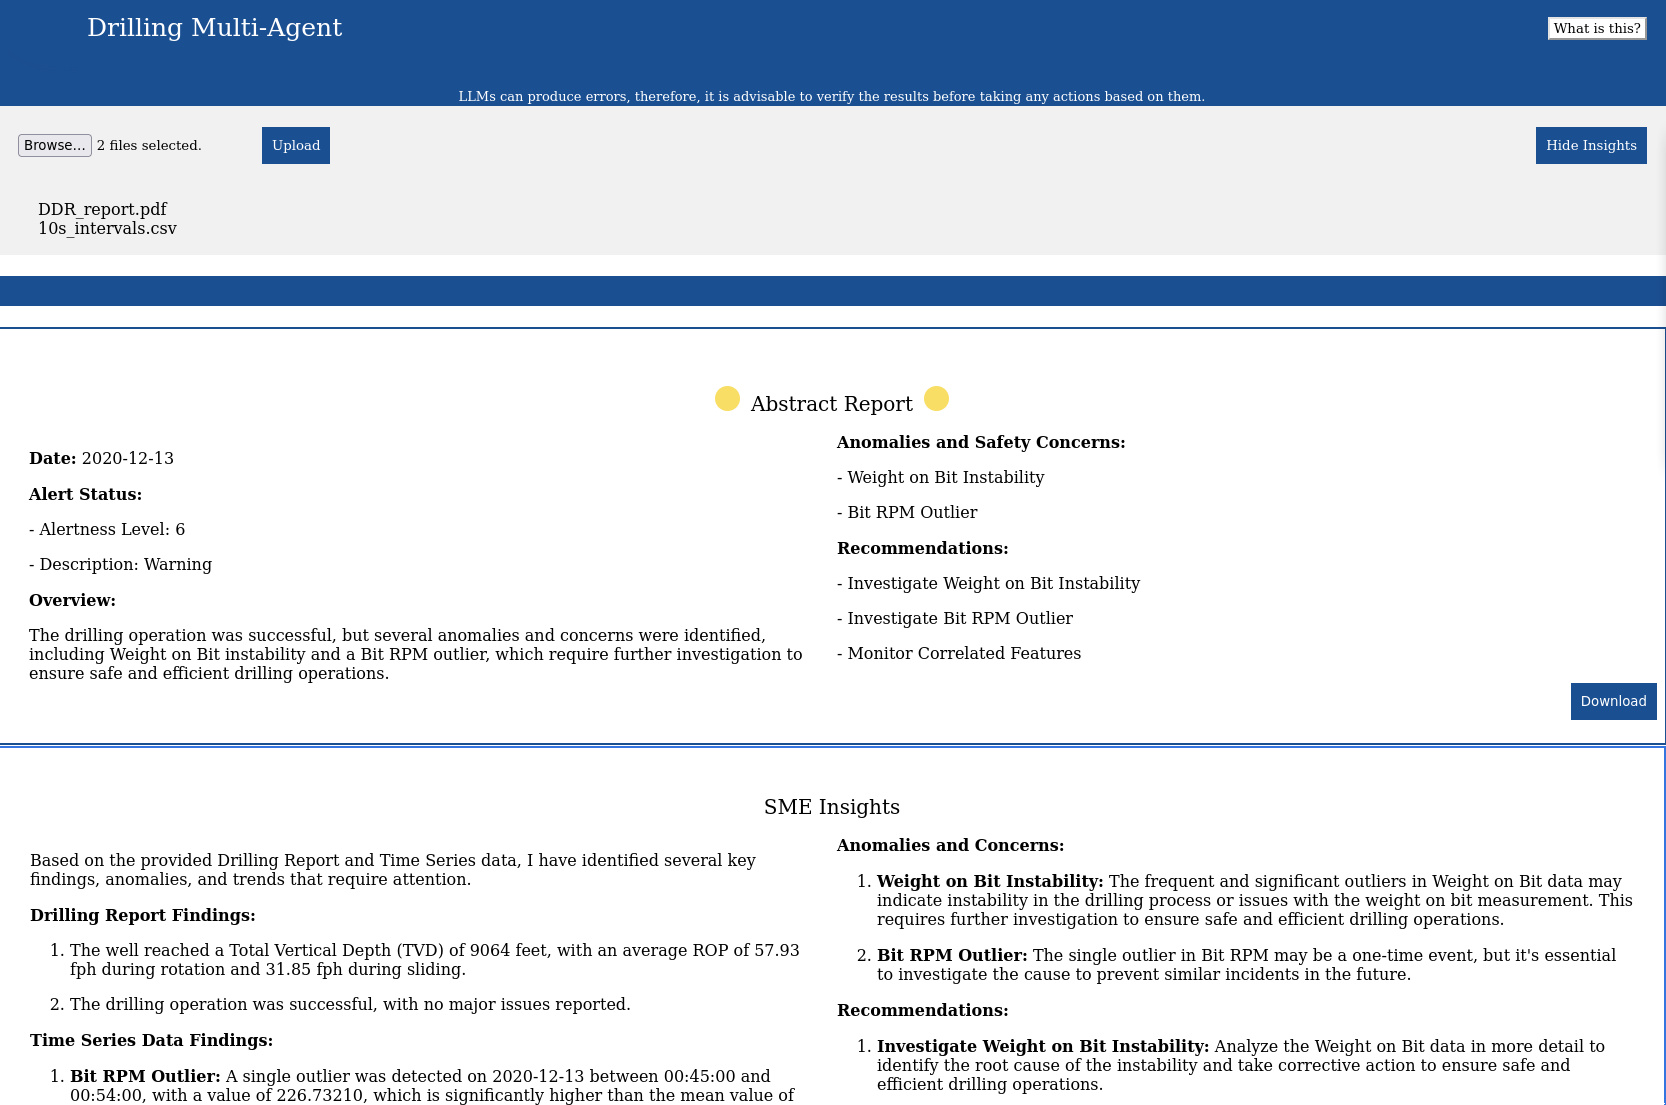 Drilling Multi-Agent
What is this?
LLMs can produce errors, therefore, it is advisable to verify the results before taking any actions based on them.
Browse... 2 files selected.
Upload
Hide Insights
DDR_report.pdf
10s_intervals.csv
Abstract Report
Date: 2020-12-13
Alert Status:
- Alertness Level: 6
- Description: Warning
Overview:
The drilling operation was successful, but several anomalies and concerns were identified,
including Weight on Bit instability and a Bit RPM outlier, which require further investigation to
ensure safe and efficient drilling operations.
Anomalies and Safety Concerns:
- Weight on Bit Instability
- Bit RPM Outlier
Recommendations:
- Investigate Weight on Bit Instability
- Investigate Bit RPM Outlier
- Monitor Correlated Features
Download
SME Insights
Based on the provided Drilling Report and Time Series data, I have identified several key
findings, anomalies, and trends that require attention.
Drilling Report Findings:
1. The well reached a Total Vertical Depth (TVD) of 9064 feet, with an average ROP of 57.93
fph during rotation and 31.85 fph during sliding.
2. The drilling operation was successful, with no major issues reported.
Time Series Data Findings:
1. Bit RPM Outlier: A single outlier was detected on 2020-12-13 between 00:45:00 and
00:54:00, with a value of 226.73210, which is significantly higher than the mean value of
Anomalies and Concerns:
1. Weight on Bit Instability: The frequent and significant outliers in Weight on Bit data may
indicate instability in the drilling process or issues with the weight on bit measurement. This
requires further investigation to ensure safe and efficient drilling operations.
2. Bit RPM Outlier: The single outlier in Bit RPM may be a one-time event, but it's essential
to investigate the cause to prevent similar incidents in the future.
Recommendations:
1. Investigate Weight on Bit Instability: Analyze the Weight on Bit data in more detail to
identify the root cause of the instability and take corrective action to ensure safe and
efficient drilling operations.